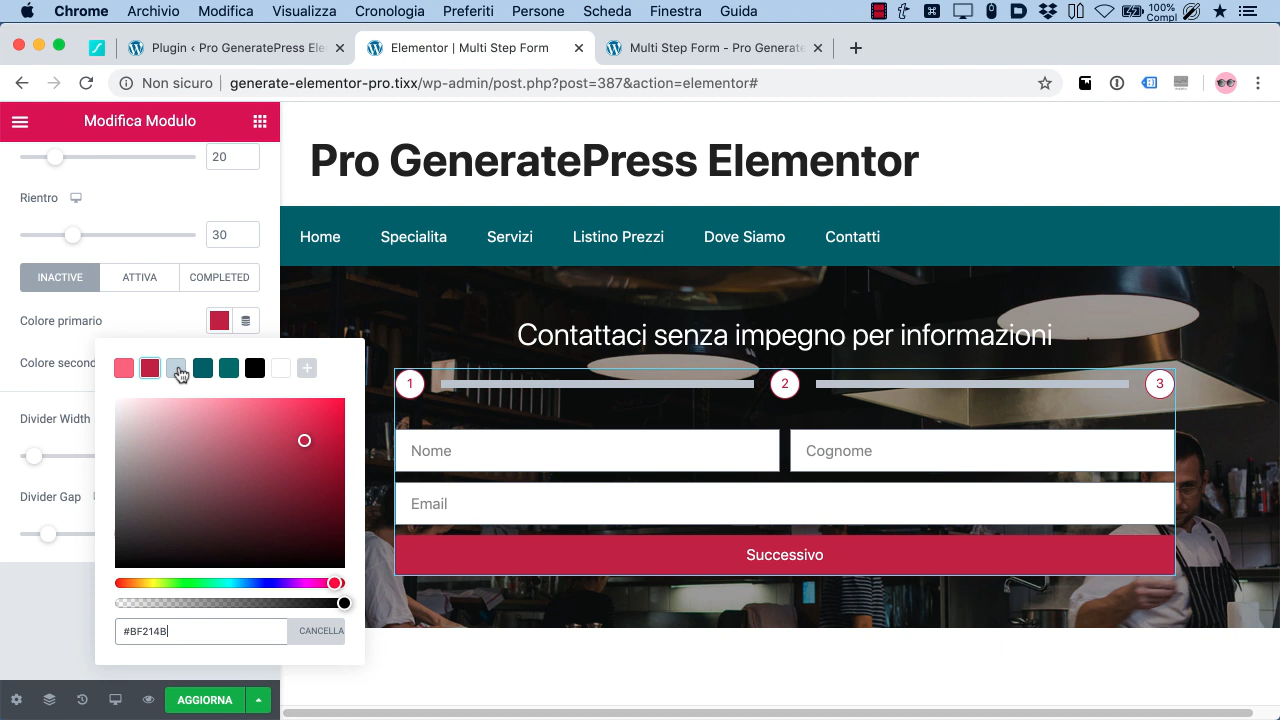 Chrome Archivio Modifica Visualizza Cronologia Preferiti Persone Scheda Finestra Guida
100%
Compl
Plugin ‹ Pro GeneratePress Ele
Elementor | Multi Step Form
Multi Step Form - Pro Generate
Non sicuro generate-elementor-pro.tixx/wp-admin/post.php?post=387&action=elementor#
Modifica Modulo
20
Rientro
30
INACTIVE ATTIVA COMPLETED
Colore primario
Colore second
Divider Width
Divider Gap
#BF214B
CANCELLA
AGGIORNA
Pro GeneratePress Elementor
Home Specialita Servizi Listino Prezzi Dove Siamo Contatti
Contattaci senza impegno per informazioni
1 2 3
Nome Cognome
Email
Successivo